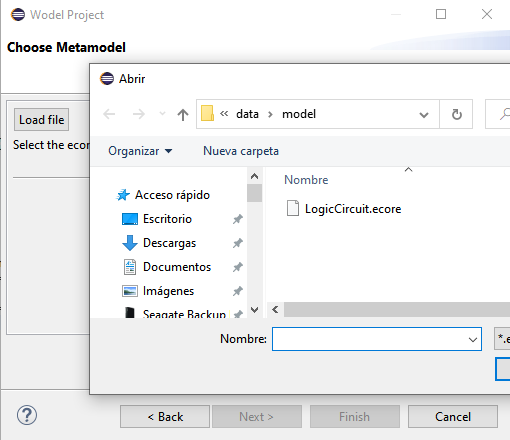 Wodel Project
Choose Metamodel
Abrir
Load file
« data › model
Select the
Organizar
Nueva carpeta
Acceso rápido
Nombre
Escritorio
LogicCircuit.ecore
Descargas
Documentos
Imágenes
Seagate Backup
Nombre:
< Back
Next >
Finish
Cancel